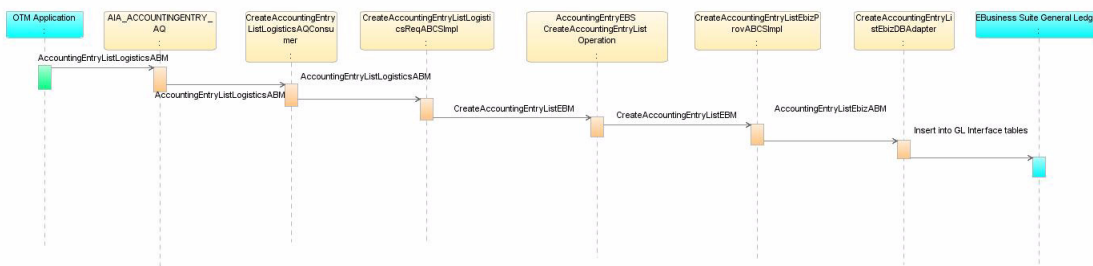 OTM Application
AIA_ACCOUNTINGENTRY_
AQ
CreateAccountingEntry
ListLogisticsAQConsu
mer
CreateAccountingEntryListLogisti
csReqABCSImpl
AccountingEntryEBS
CreateAccountingEntryList
Operation
CreateAccountingEntryListEbizP
rovABCSImpl
CreateAccountingEntryLi
stEbizDBAdapter
EBusiness Suite General Ledg
AccountingEntryListLogisticsABM
AccountingEntryListLogisticsABM
AccountingEntryListLogisticsABM
CreateAccountingEntryListEBM
CreateAccountingEntryListEBM
AccountingEntryListEbizABM
Insert into GL Interface tables